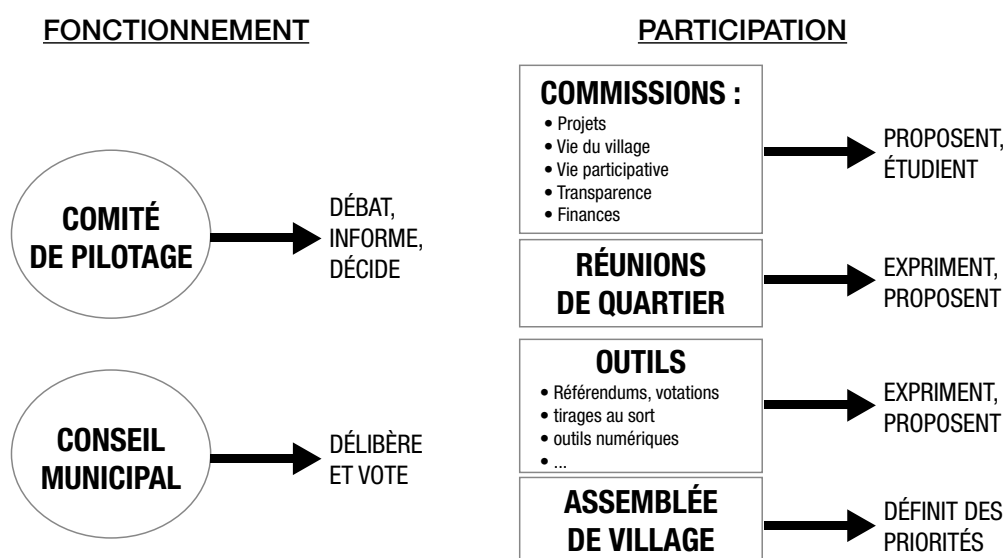 FONCTIONNEMENT
COMITÉ
DE PILOTAGE
DÉBAT,
INFORME,
DÉCIDE
CONSEIL
MUNICIPAL
DÉLIBÈRE
ET VOTE
PARTICIPATION
COMMISSIONS :
• Projets
• Vie du village
• Vie participative
• Transparence
• Finances
PROPOSENT,
ÉTUDIENT
RÉUNIONS
DE QUARTIER
EXPRIMENT,
PROPOSENT
OUTILS
• Référendums, votations
• tirages au sort
• outils numériques
• ...
EXPRIMENT,
PROPOSENT
ASSEMBLÉE
DE VILLAGE
DÉFINIT DES
PRIORITÉS